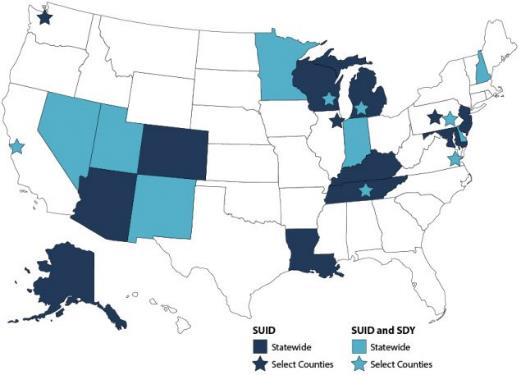 SUID
Statewide
Select Counties
SUID and SDY
Statewide
Select Counties